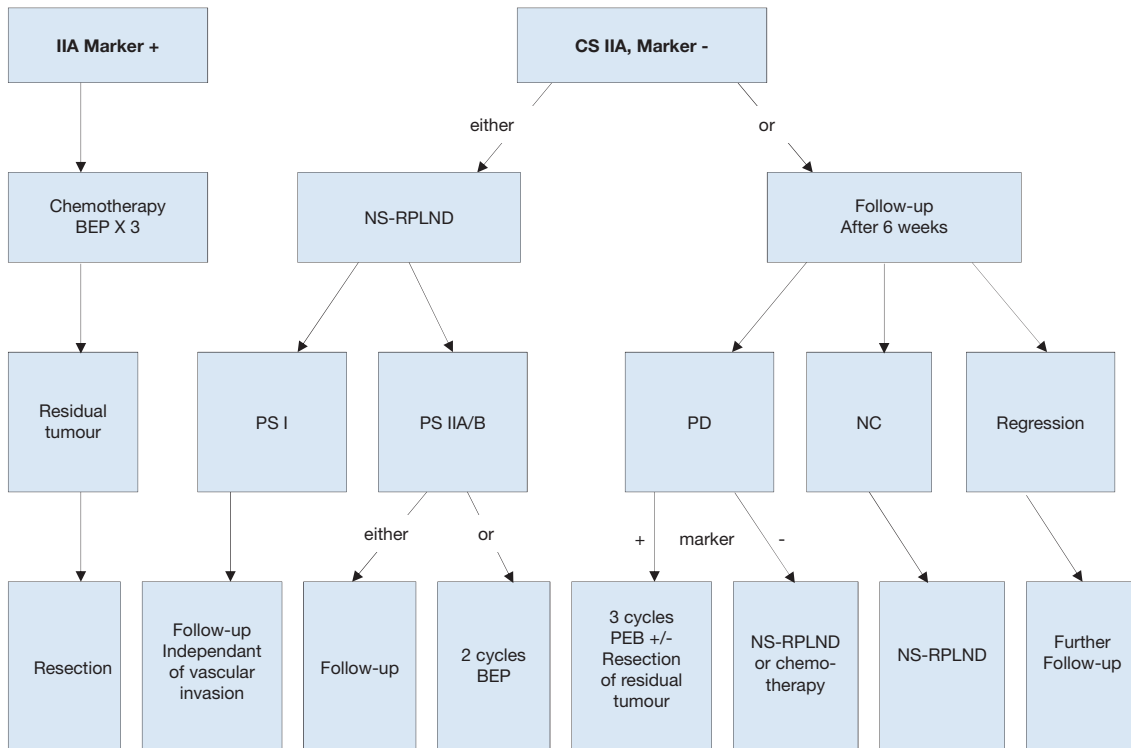 IIA Marker +
CS IIA, Marker -
either
or
Chemotherapy
BEP X 3
NS-RPLND
Follow-up
After 6 weeks
Residual
tumour
PS I
PS IIA/B
PD
NC
Regression
either
or
+
marker
-
Resection
Follow-up
Independant
of vascular
invasion
Follow-up
2 cycles
BEP
3 cycles
PEB +/-
Resection
of residual
tumour
NS-RPLND
or chemo-
therapy
NS-RPLND
Further
Follow-up